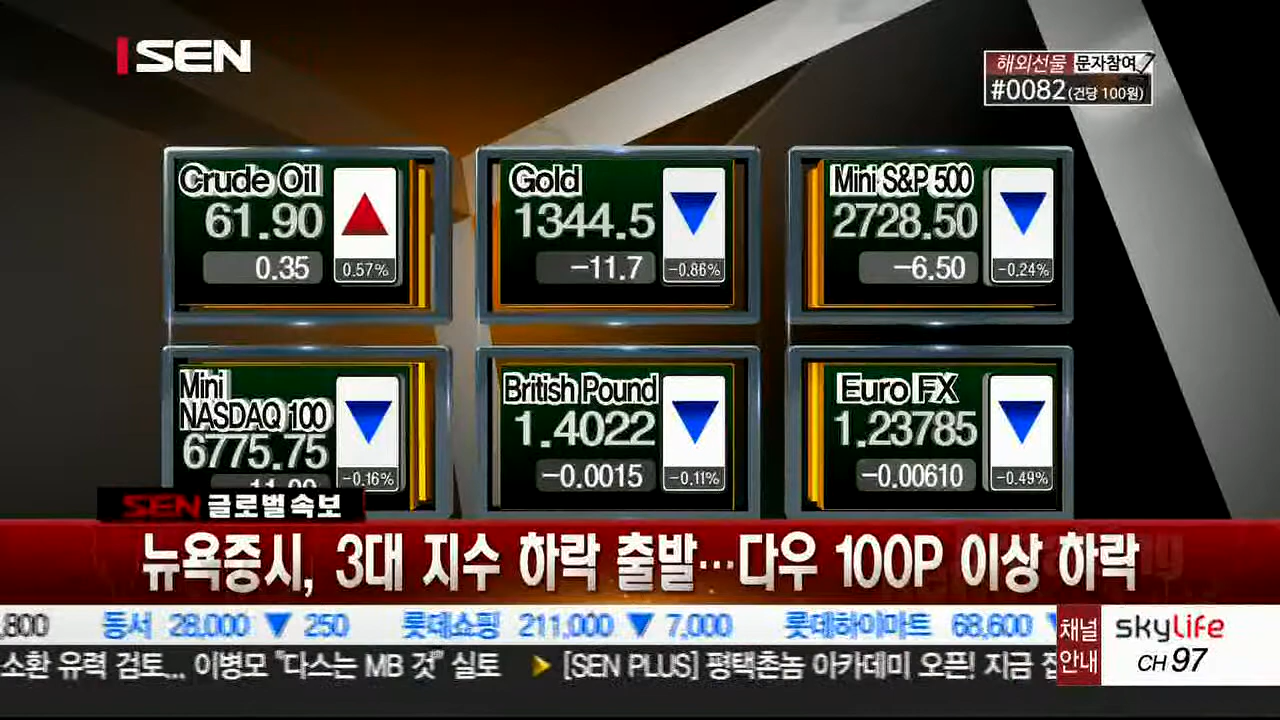 SEN
해외선물 문자참여
#0082(건당 100원)
Crude Oil
61.90
0.35
0.57%
Gold
1344.5
-11.7
-0.86%
Mini S&P 500
2728.50
-6.50
-0.24%
Mini
NASDAQ 100
6775.75
-0.16%
British Pound
1.4022
-0.0015
-0.11%
Euro FX
1.23785
-0.00610
-0.49%
SEN 글로벌속보
뉴욕증시, 3대 지수 하락 출발…다우 100P 이상 하락
,800 동서 28,000 ▼ 250 롯데쇼핑 211,000 ▼ 7,000 롯데하이마트 68,600
소환 유력 검토... 이병모 "다스는 MB 것" 실토 [SEN PLUS] 평택촌놈 아카데미 오픈! 지금
채널
안내
skylife
CH 97